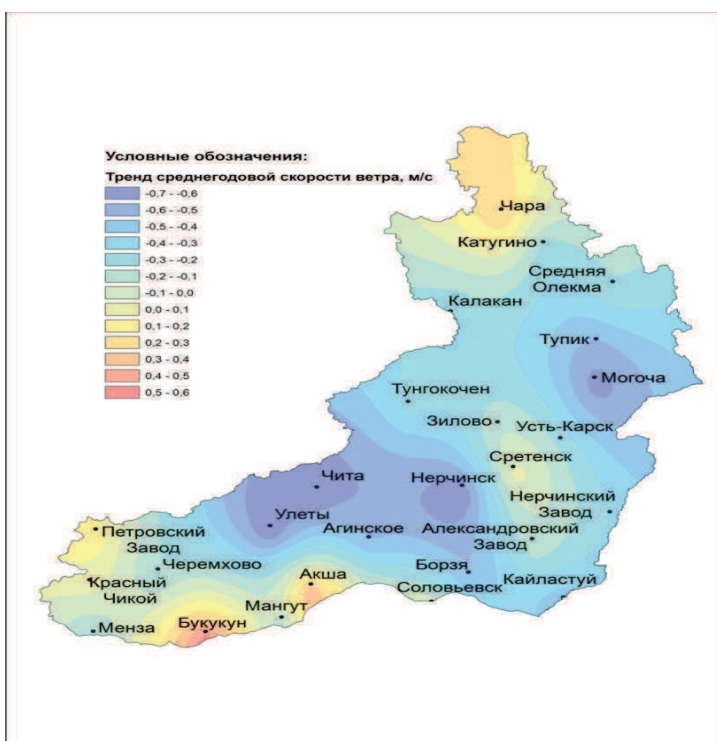 Условные обозначения:
Тренд среднегодовой скорости ветра, м/с
-0,7 - -0,6
-0,6 - -0,5
-0,5 - -0,4
-0,4 - -0,3
-0,3 - -0,2
-0,2 - -0,1
-0,1 - 0,0
0,0 - 0,1
0,1 - 0,2
0,2 - 0,3
0,3 - 0,4
0,4 - 0,5
0,5 - 0,6
Чара
Катугино
Средняя
Олекма
Калакан
Тупик
Могоча
Тунгокочен
Зилово
Усть-Карск
Сретенск
Чита
Нерчинск
Нерчинский
Завод
Улеты
Агинское
Александровский
Завод
Петровский
Завод
Черемхово
Борзя
Акша
Соловьевск
Кайластуй
Красный
Чикой
Мангут
Менза
Букукун